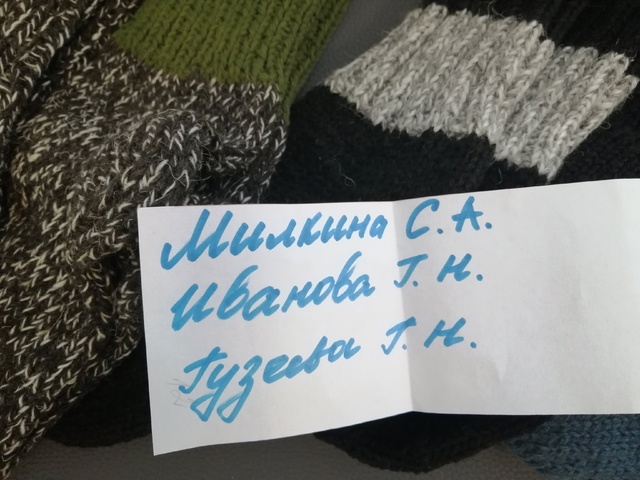 Милкина С. А.
Иванова Г. Н.
Гузеева Г. Н.